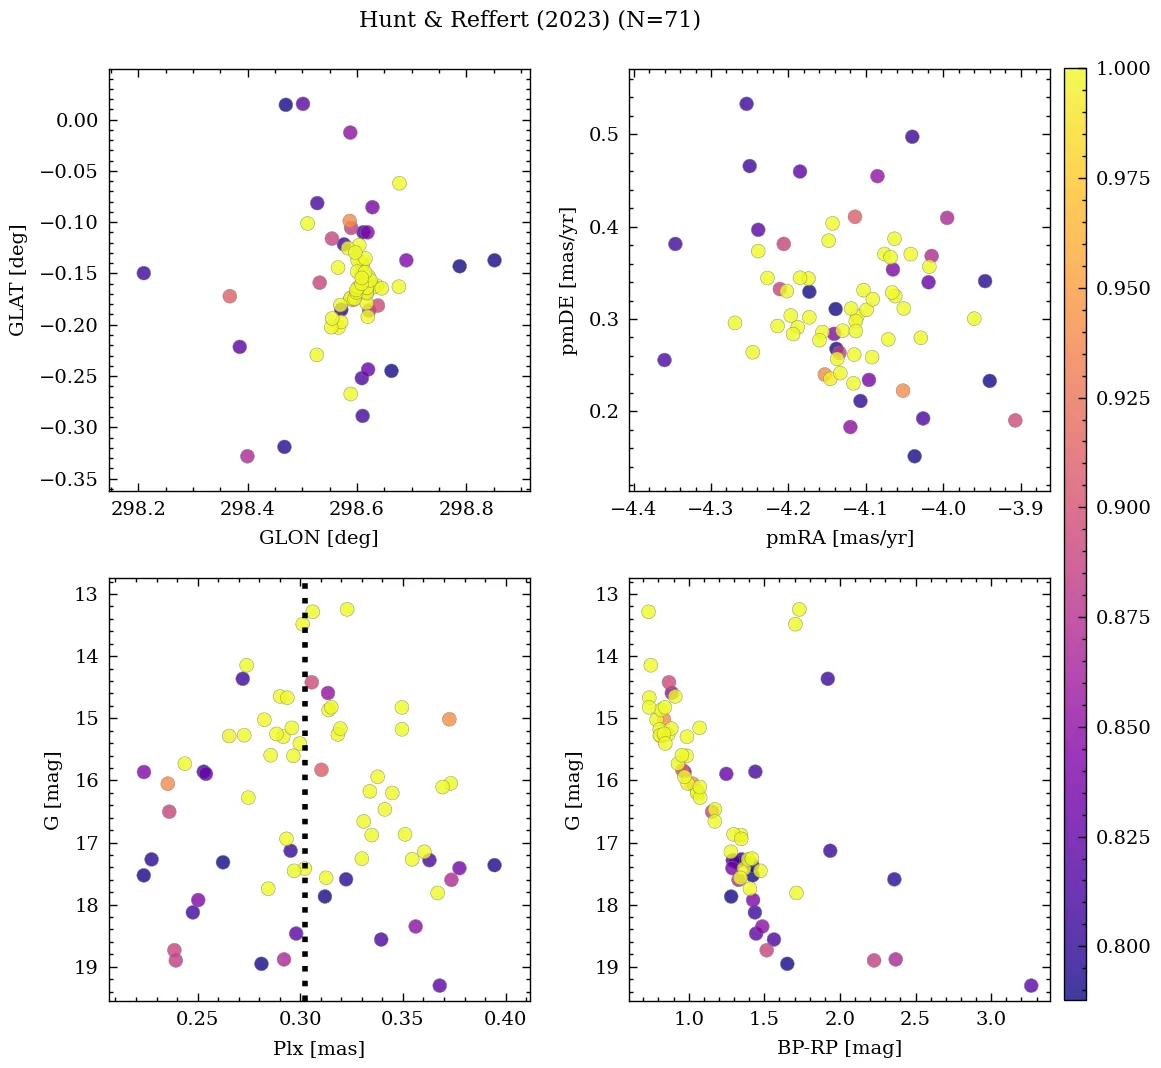 Hunt & Reffert (2023) (N=71)
0.00
−0.05
−0.10
−0.15
−0.20
−0.25
−0.30
−0.35
GLAT [deg]
298.2 298.4 298.6 298.8
GLON [deg]
0.5
0.4
0.3
0.2
pmDE [mas/yr]
−4.4 −4.3 −4.2 −4.1 −4.0 −3.9
pmRA [mas/yr]
13
14
15
16
17
18
19
G [mag]
0.25 0.30 0.35 0.40
Plx [mas]
13
14
15
16
17
18
19
G [mag]
1.0 1.5 2.0 2.5 3.0
BP-RP [mag]
1.000
0.975
0.950
0.925
0.900
0.875
0.850
0.825
0.800